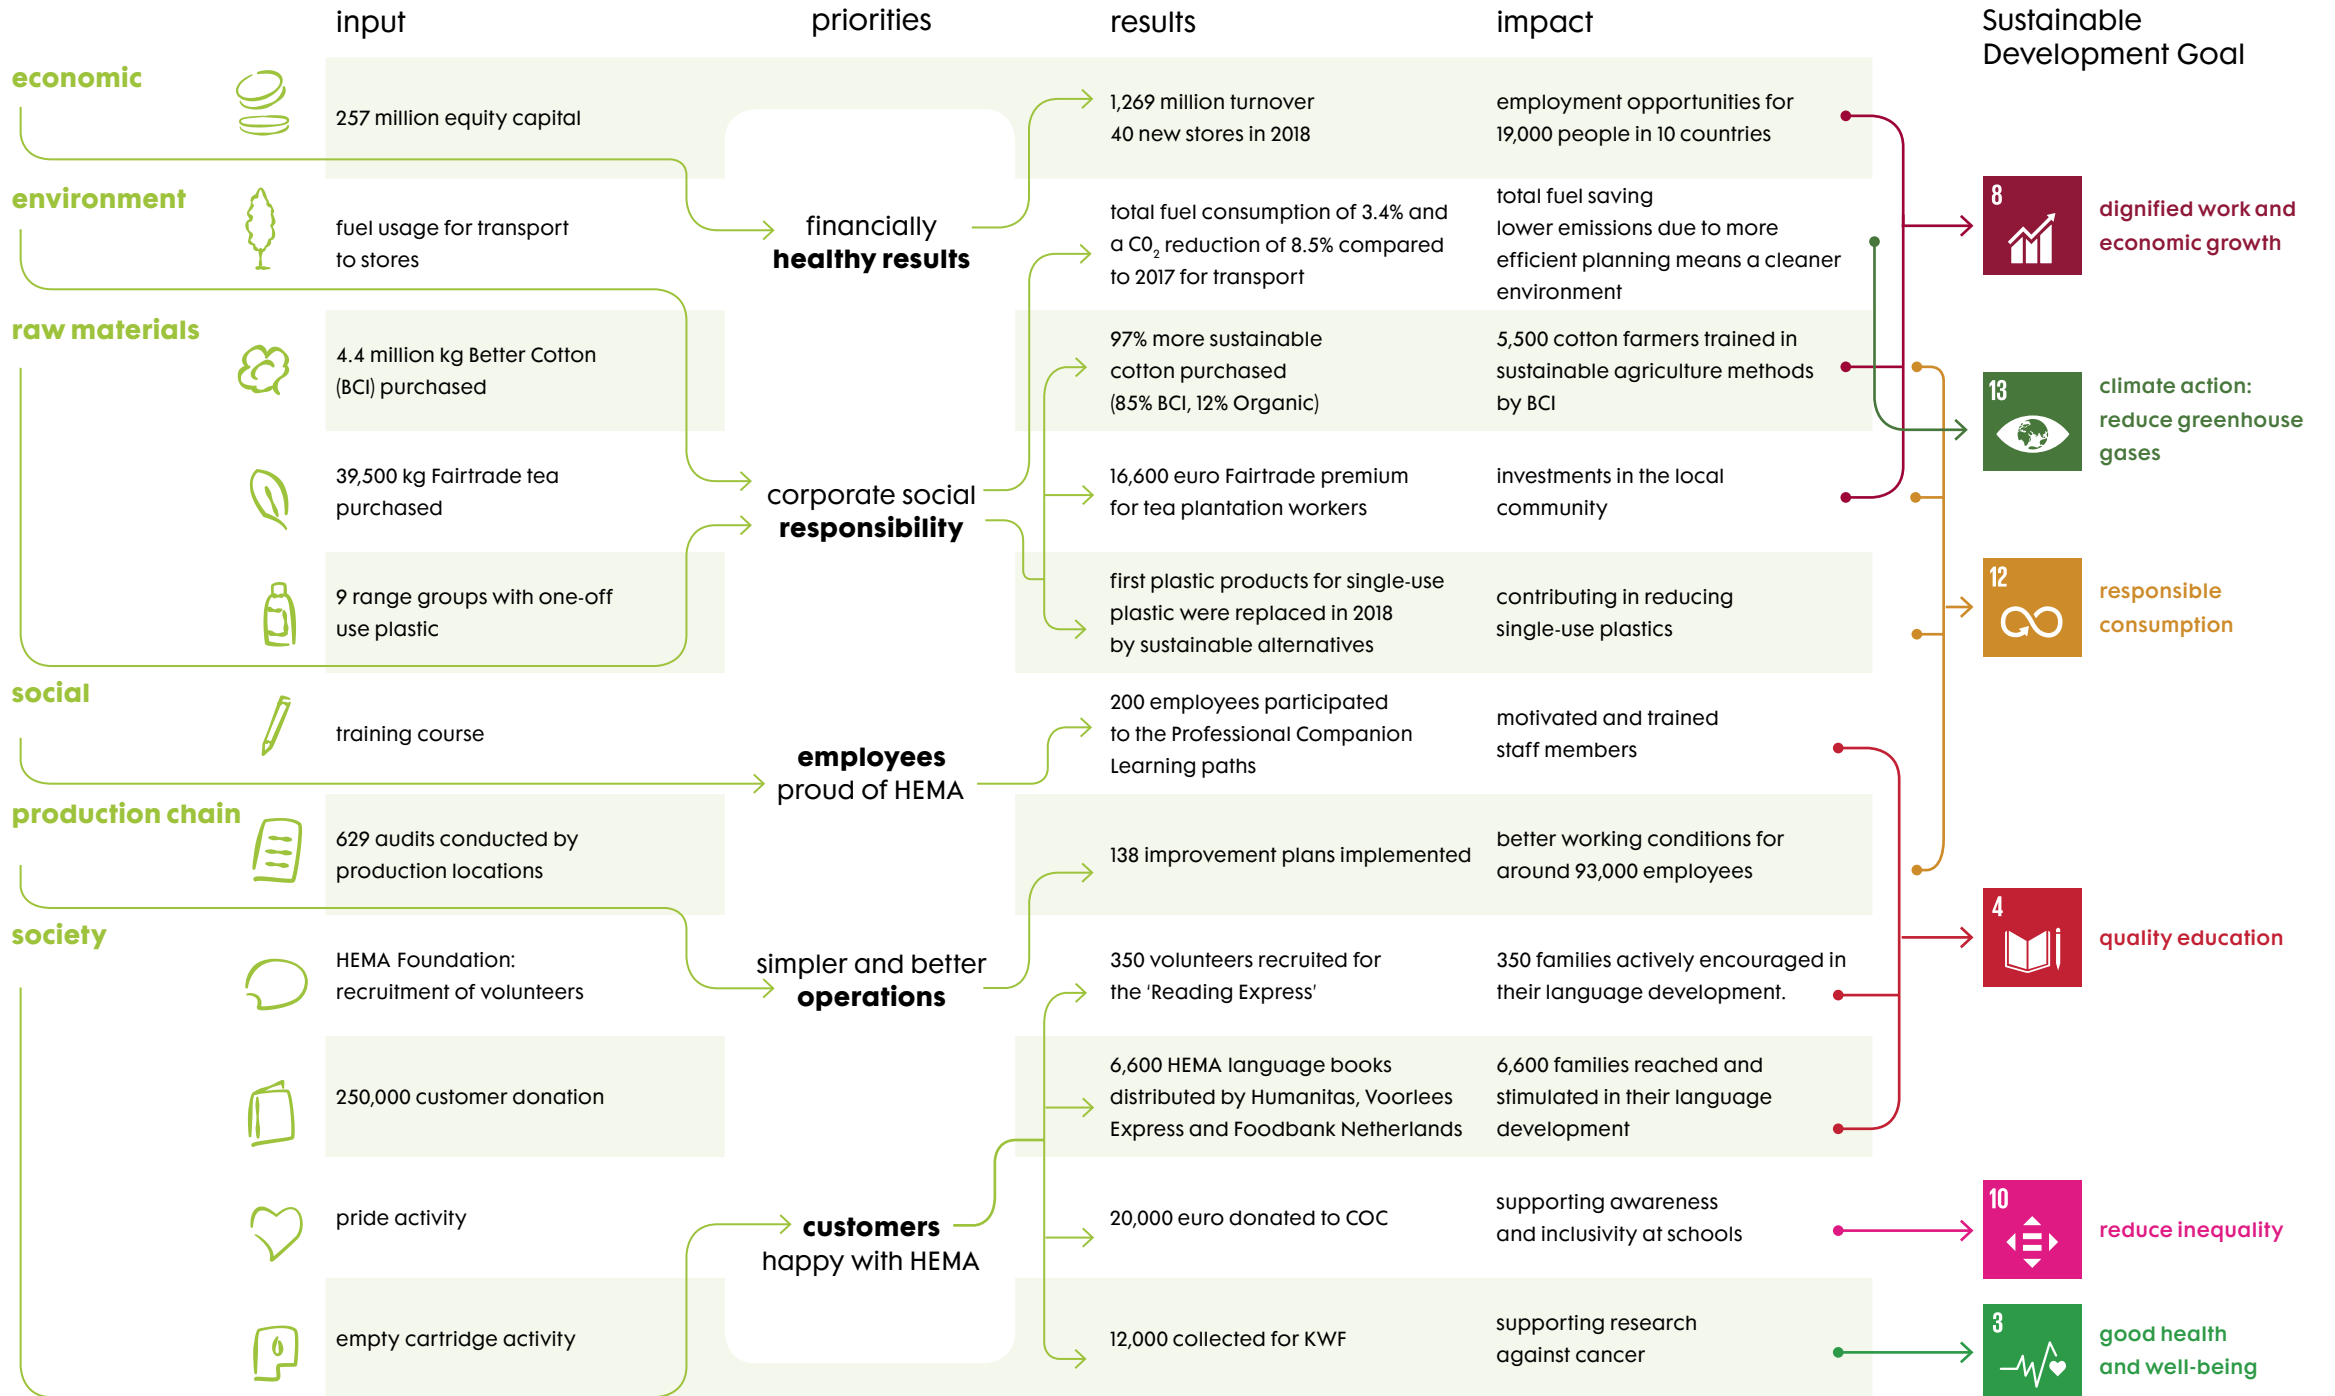 input
priorities
results
impact
Sustainable
Development Goal
economic
257 million equity capital
1,269 million turnover
40 new stores in 2018
employment opportunities for
19,000 people in 10 countries
environment
fuel usage for transport
to stores
financially
healthy results
total fuel consumption of 3.4% and
a C0₂ reduction of 8.5% compared
to 2017 for transport
total fuel saving
lower emissions due to more
efficient planning means a cleaner
environment
8
dignified work and
economic growth
raw materials
4.4 million kg Better Cotton
(BCI) purchased
97% more sustainable
cotton purchased
(85% BCI, 12% Organic)
5,500 cotton farmers trained in
sustainable agriculture methods
by BCI
13
climate action:
reduce greenhouse
gases
39,500 kg Fairtrade tea
purchased
corporate social
responsibility
16,600 euro Fairtrade premium
for tea plantation workers
investments in the local
community
9 range groups with one-off
use plastic
first plastic products for single-use
plastic were replaced in 2018
by sustainable alternatives
contributing in reducing
single-use plastics
12
responsible
consumption
social
training course
employees
proud of HEMA
200 employees participated
to the Professional Companion
Learning paths
motivated and trained
staff members
production chain
629 audits conducted by
production locations
138 improvement plans implemented
better working conditions for
around 93,000 employees
4
quality education
society
HEMA Foundation:
recruitment of volunteers
simpler and better
operations
350 volunteers recruited for
the ‘Reading Express’
350 families actively encouraged in
their language development.
250,000 customer donation
6,600 HEMA language books
distributed by Humanitas, Voorlees
Express and Foodbank Netherlands
6,600 families reached and
stimulated in their language
development
pride activity
customers
happy with HEMA
20,000 euro donated to COC
supporting awareness
and inclusivity at schools
10
reduce inequality
empty cartridge activity
12,000 collected for KWF
supporting research
against cancer
3
good health
and well-being